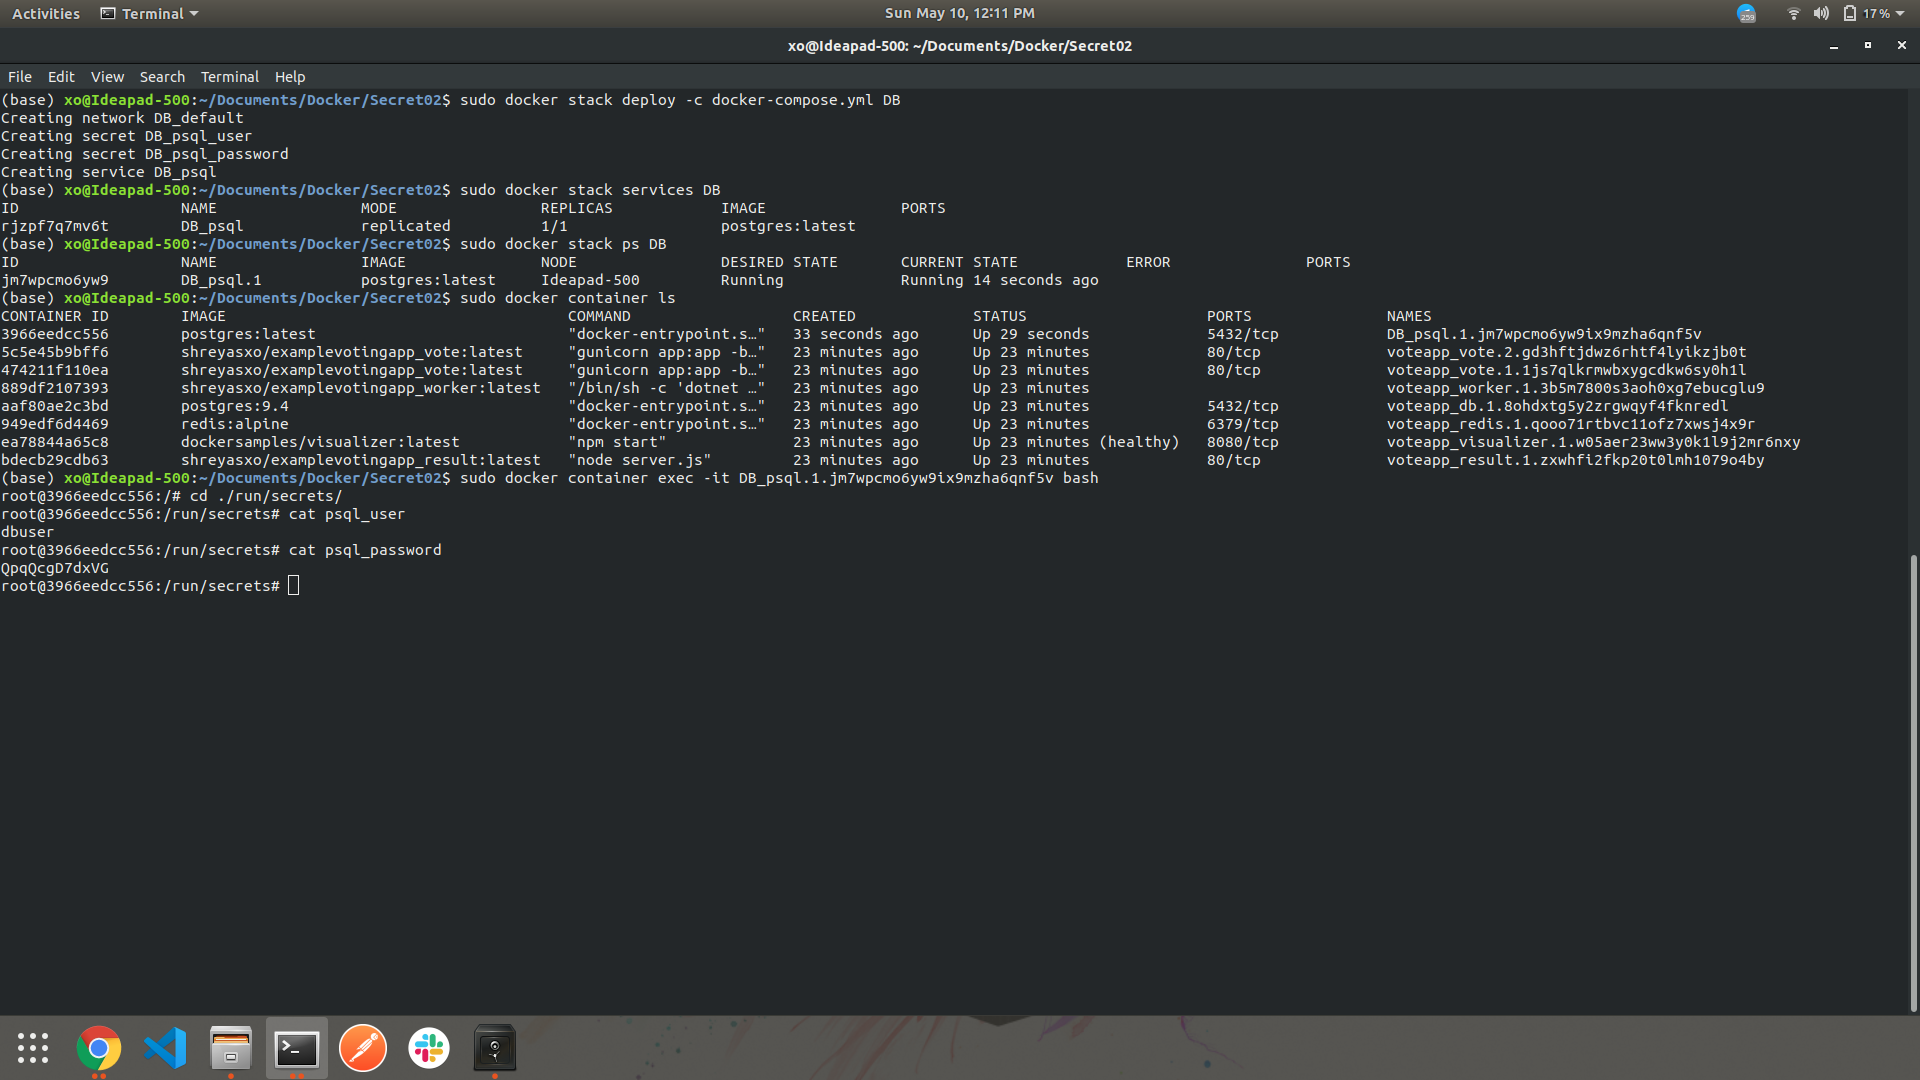 Activities Terminal Sun May 10, 12:11 PM 259 17%
xo@Ideapad-500: ~/Documents/Docker/Secret02
File Edit View Search Terminal Help
(base) xo@Ideapad-500:~/Documents/Docker/Secret02$ sudo docker stack deploy -c docker-compose.yml DB
Creating network DB_default
Creating secret DB_psql_user
Creating secret DB_psql_password
Creating service DB_psql
(base) xo@Ideapad-500:~/Documents/Docker/Secret02$ sudo docker stack services DB
ID NAME MODE REPLICAS IMAGE PORTS
rjzpf7q7mv6t DB_psql replicated 1/1 postgres:latest
(base) xo@Ideapad-500:~/Documents/Docker/Secret02$ sudo docker stack ps DB
ID NAME IMAGE NODE DESIRED STATE CURRENT STATE ERROR PORTS
jm7wpcmo6yw9 DB_psql.1 postgres:latest Ideapad-500 Running Running 14 seconds ago
(base) xo@Ideapad-500:~/Documents/Docker/Secret02$ sudo docker container ls
CONTAINER ID IMAGE COMMAND CREATED STATUS PORTS NAMES
3966eedcc556 postgres:latest "docker-entrypoint.s…" 33 seconds ago Up 29 seconds 5432/tcp DB_psql.1.jm7wpcmo6yw9ix9mzha6qnf5v
5c5e45b9bff6 shreyasxo/examplevotingapp_vote:latest "gunicorn app:app -b…" 23 minutes ago Up 23 minutes 80/tcp voteapp_vote.2.gd3hftjdwz6rhtf4lyikzjb0t
474211f110ea shreyasxo/examplevotingapp_vote:latest "gunicorn app:app -b…" 23 minutes ago Up 23 minutes 80/tcp voteapp_vote.1.1js7qlkrmwbxygcdkw6sy0h1l
889df2107393 shreyasxo/examplevotingapp_worker:latest "/bin/sh -c 'dotnet …" 23 minutes ago Up 23 minutes voteapp_worker.1.3b5m7800s3aoh0xg7ebucglu9
aaf80ae2c3bd postgres:9.4 "docker-entrypoint.s…" 23 minutes ago Up 23 minutes 5432/tcp voteapp_db.1.8ohdxtg5y2zrgwqyf4fknredl
949edf6d4469 redis:alpine "docker-entrypoint.s…" 23 minutes ago Up 23 minutes 6379/tcp voteapp_redis.1.qooo71rtbvc11ofz7xwsj4x9r
ea78844a65c8 dockersamples/visualizer:latest "npm start" 23 minutes ago Up 23 minutes (healthy) 8080/tcp voteapp_visualizer.1.w05aer23ww3y0k1l9j2mr6nxy
bdecb29cdb63 shreyasxo/examplevotingapp_result:latest "node server.js" 23 minutes ago Up 23 minutes 80/tcp voteapp_result.1.zxwhfi2fkp20t0lmh1079o4by
(base) xo@Ideapad-500:~/Documents/Docker/Secret02$ sudo docker container exec -it DB_psql.1.jm7wpcmo6yw9ix9mzha6qnf5v bash
root@3966eedcc556:/# cd ./run/secrets/
root@3966eedcc556:/run/secrets# cat psql_user
dbuser
root@3966eedcc556:/run/secrets# cat psql_password
QpqQcgD7dxVG
root@3966eedcc556:/run/secrets#